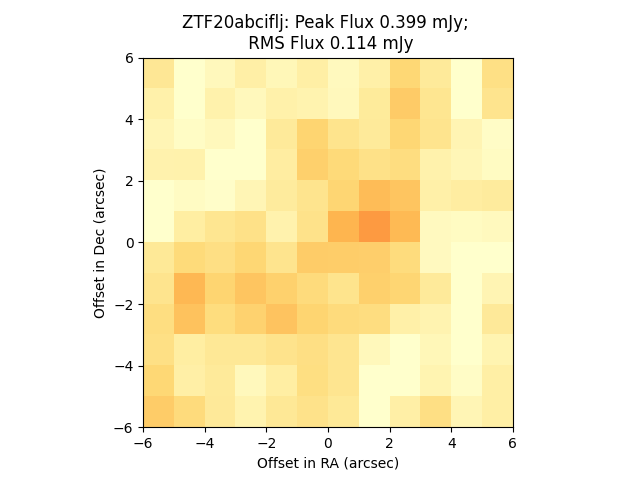 ZTF20abciflj: Peak Flux 0.399 mJy;
RMS Flux 0.114 mJy
6
4
2
0
−2
−4
−6
Offset in Dec (arcsec)
−6 −4 −2 0 2 4 6
Offset in RA (arcsec)